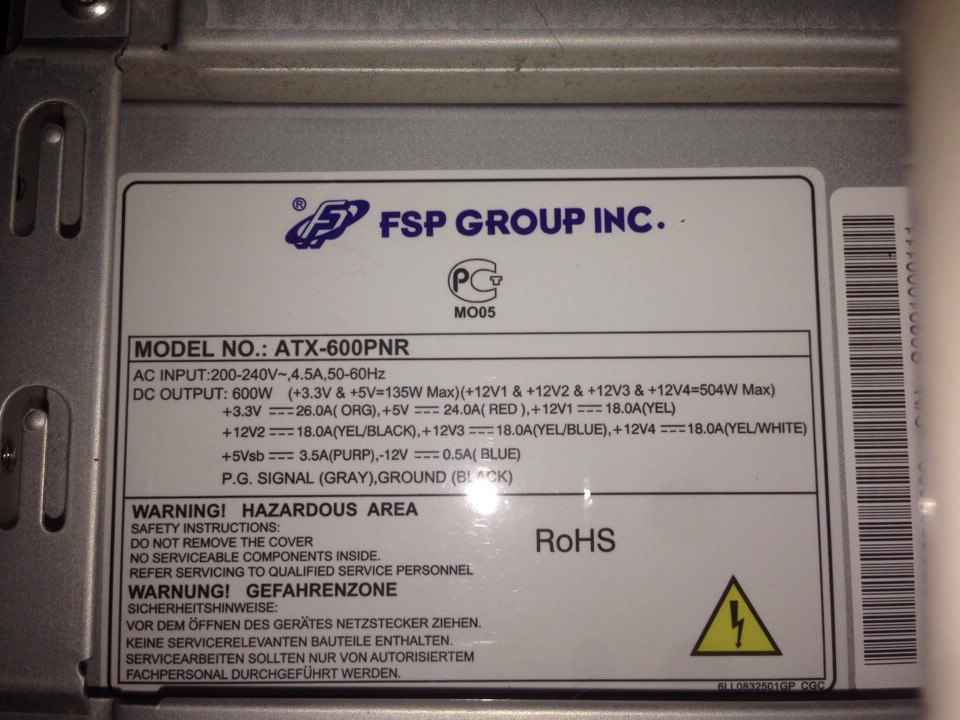 ® FSP GROUP INC.
PCT
MO05
MODEL NO.: ATX-600PNR
AC INPUT:200-240V~,4.5A,50-60Hz
DC OUTPUT: 600W (+3.3V & +5V=135W Max)(+12V1 & +12V2 & +12V3 & +12V4=504W Max)
+3.3V ⎓ 26.0A( ORG),+5V ⎓ 24.0A( RED ),+12V1 ⎓ 18.0A(YEL)
+12V2 ⎓ 18.0A(YEL/BLACK),+12V3 ⎓ 18.0A(YEL/BLUE),+12V4 ⎓ 18.0A(YEL/WHITE)
+5Vsb ⎓ 3.5A(PURP),-12V ⎓ 0.5A( BLUE)
P.G. SIGNAL (GRAY),GROUND (BLACK)
WARNING! HAZARDOUS AREA
SAFETY INSTRUCTIONS:
DO NOT REMOVE THE COVER
NO SERVICEABLE COMPONENTS INSIDE.
REFER SERVICING TO QUALIFIED SERVICE PERSONNEL
RoHS
WARNUNG! GEFAHRENZONE
SICHERHEITSHINWEISE:
VOR DEM ÖFFNEN DES GERÄTES NETZSTECKER ZIEHEN.
KEINE SERVICERELEVANTEN BAUTEILE ENTHALTEN.
SERVICEARBEITEN SOLLTEN NUR VON AUTORISIERTEM
FACHPERSONAL DURCHGEFÜHRT WERDEN.
6LL0832501GP CGC